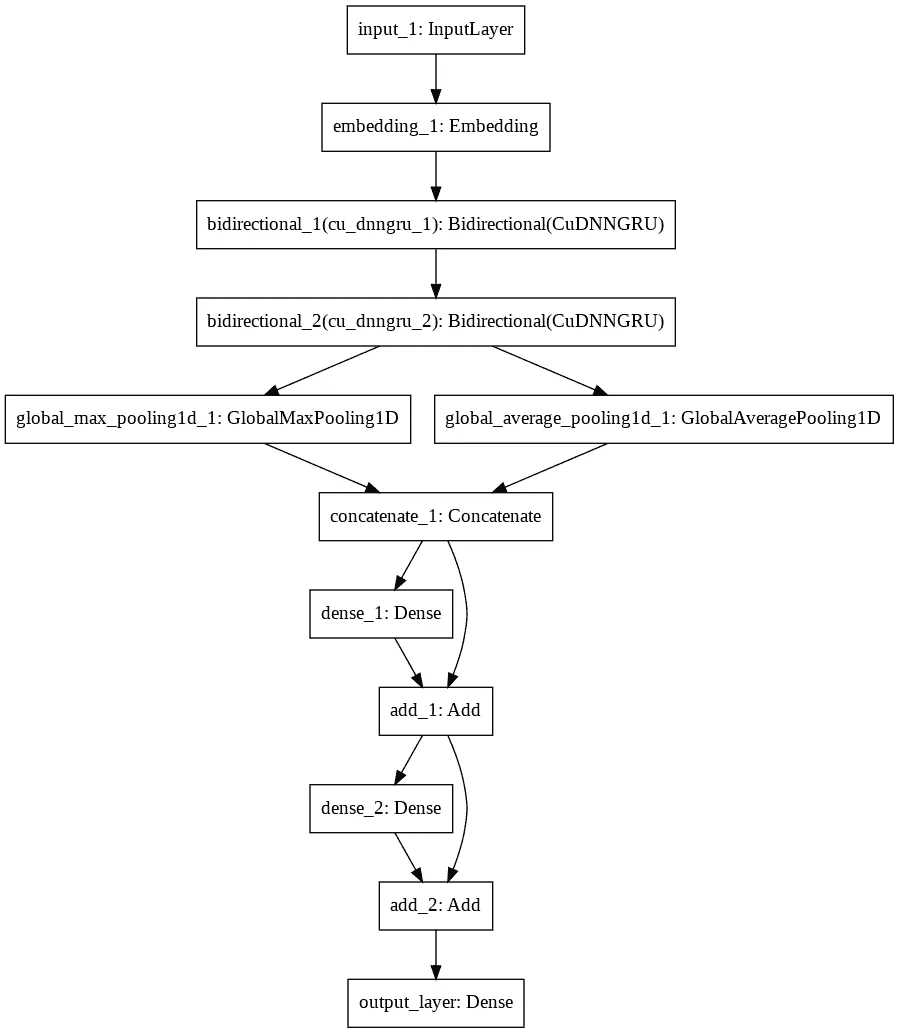 input_1: InputLayer
embedding_1: Embedding
bidirectional_1(cu_dnngru_1): Bidirectional(CuDNNGRU)
bidirectional_2(cu_dnngru_2): Bidirectional(CuDNNGRU)
global_max_pooling1d_1: GlobalMaxPooling1D
global_average_pooling1d_1: GlobalAveragePooling1D
concatenate_1: Concatenate
dense_1: Dense
add_1: Add
dense_2: Dense
add_2: Add
output_layer: Dense